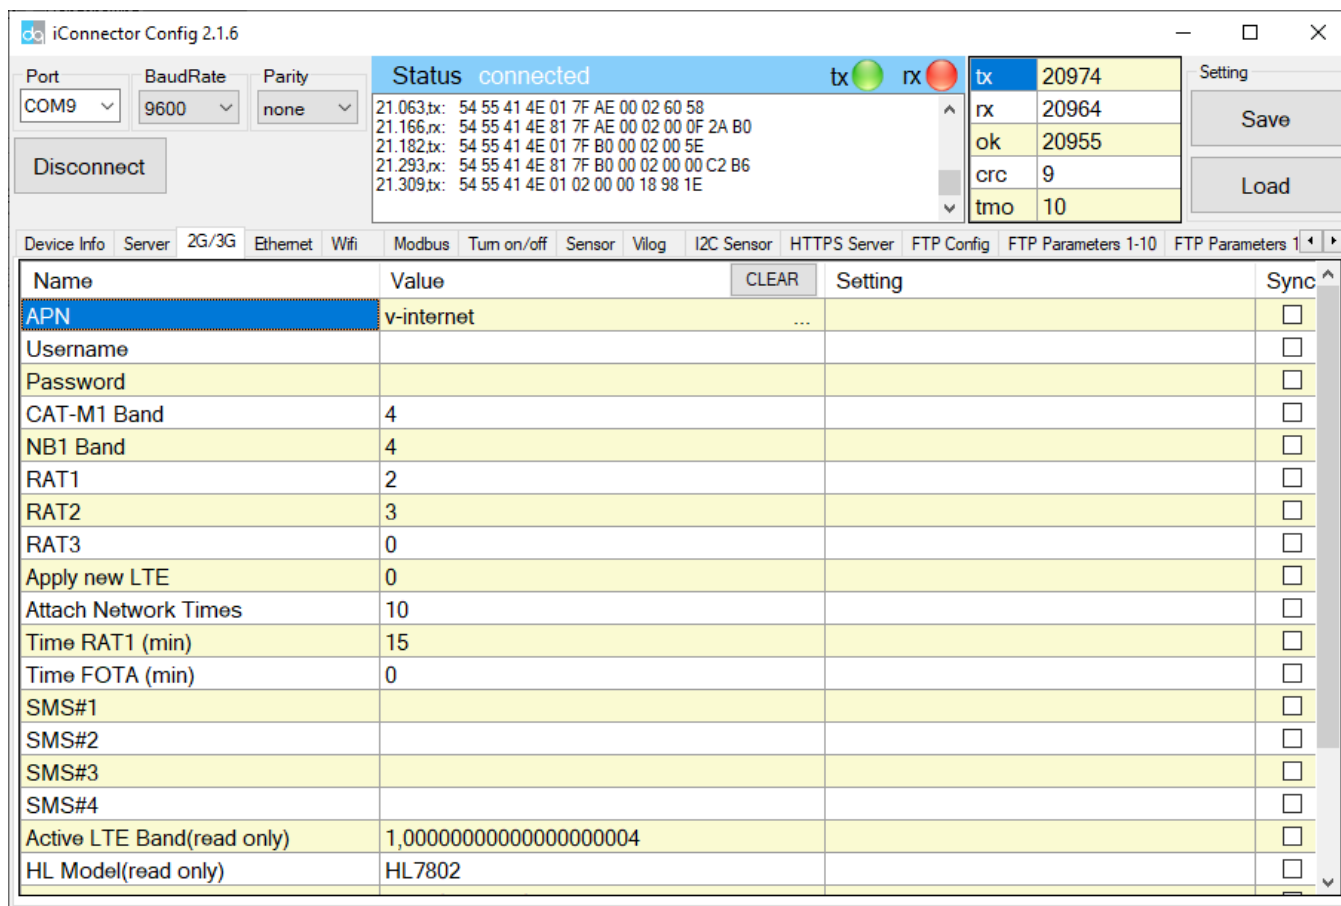 iConnector Config 2.1.6
Port BaudRate Parity
COM9 9600 none
Disconnect
Status connected tx rx
21.063,tx: 54 55 41 4E 01 7F AE 00 02 60 58
21.166,rx: 54 55 41 4E 81 7F AE 00 02 00 0F 2A B0
21.182,tx: 54 55 41 4E 01 7F B0 00 02 00 5E
21.293,rx: 54 55 41 4E 81 7F B0 00 02 00 00 C2 B6
21.309,tx: 54 55 41 4E 01 02 00 00 18 98 1E
tx 20974
rx 20964
ok 20955
crc 9
tmo 10
Setting
Save
Load
Device Info Server 2G/3G Ethernet Wifi Modbus Turn on/off Sensor Vilog I2C Sensor HTTPS Server FTP Config FTP Parameters 1-10 FTP Parameters 1
Name Value CLEAR Setting Sync
APN v-internet ...
Username
Password
CAT-M1 Band 4
NB1 Band 4
RAT1 2
RAT2 3
RAT3 0
Apply new LTE 0
Attach Network Times 10
Time RAT1 (min) 15
Time FOTA (min) 0
SMS#1
SMS#2
SMS#3
SMS#4
Active LTE Band(read only) 1,00000000000000000004
HL Model(read only) HL7802